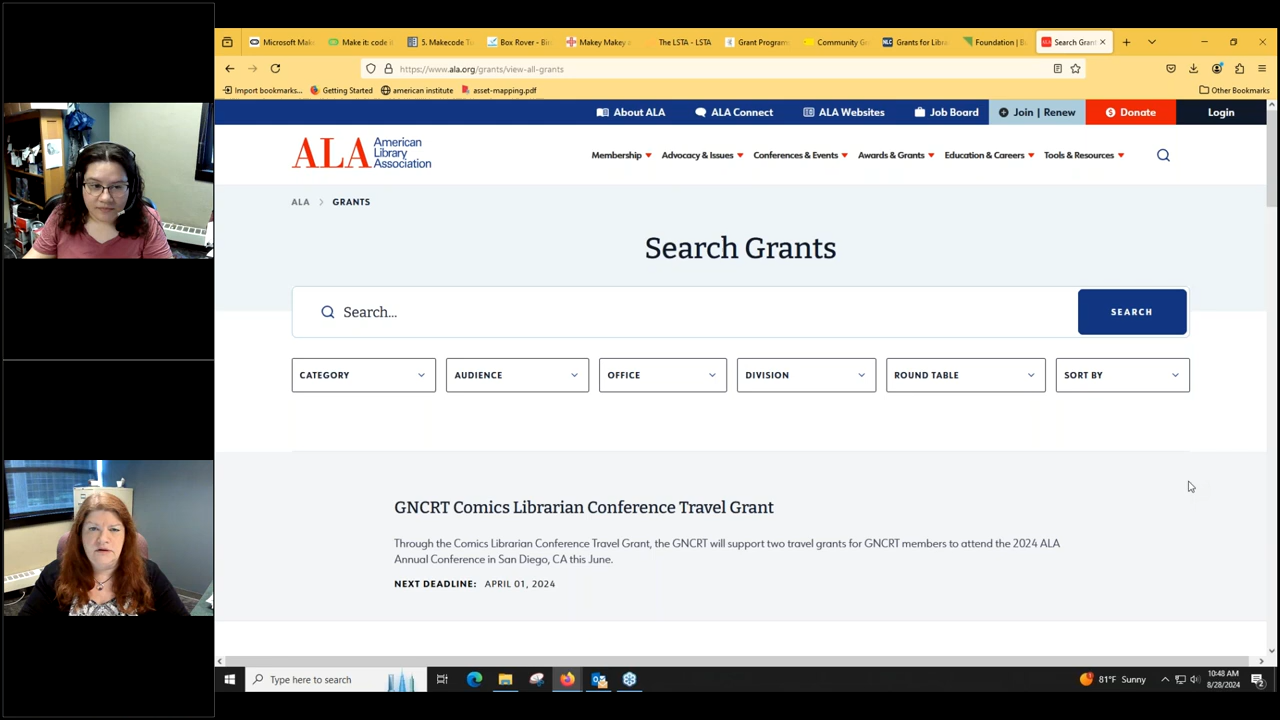 Microsoft Mak
Make it: code i
5. Makecode T
Box Rover - Bi
Makey Makey
The LSTA - LSTA
Grant Program
Community G
Grants for Libr
Foundation | B
Search Gran
https://www.ala.org/grants/view-all-grants
Import bookmarks...
Getting Started
american institute
asset-mapping.pdf
Other Bookmarks
About ALA
ALA Connect
ALA Websites
Job Board
Join | Renew
Donate
Login
ALA American Library Association
Membership
Advocacy & Issues
Conferences & Events
Awards & Grants
Education & Careers
Tools & Resources
ALA > GRANTS
Search Grants
Search...
SEARCH
CATEGORY
AUDIENCE
OFFICE
DIVISION
ROUND TABLE
SORT BY
GNCRT Comics Librarian Conference Travel Grant
Through the Comics Librarian Conference Travel Grant, the GNCRT will support two travel grants for GNCRT members to attend the 2024 ALA
Annual Conference in San Diego, CA this June.
NEXT DEADLINE: APRIL 01, 2024
Type here to search
81°F Sunny
10:48 AM
8/28/2024